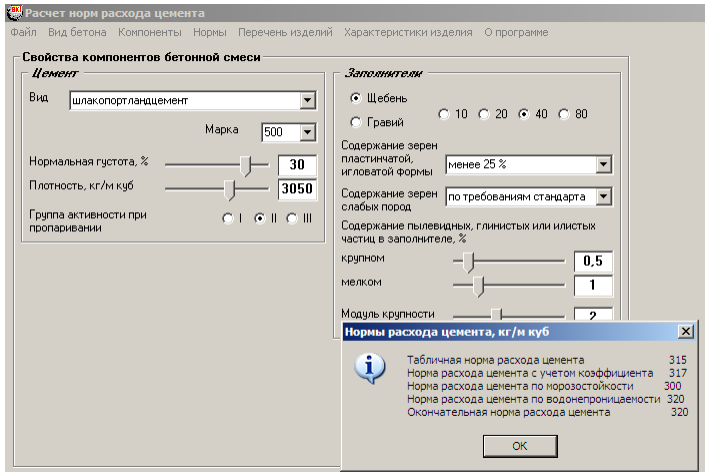 Расчет норм расхода цемента
Файл Вид бетона Компоненты Нормы Перечень изделий Характеристики изделия О программе
Свойства компонентов бетонной смеси
Цемент
Вид шлакопортландцемент
Марка 500
Нормальная густота, % 30
Плотность, кг/м куб 3050
Группа активности при
пропаривании I II III
Заполнители
Щебень
Гравий
10 20 40 80
Содержание зерен
пластинчатой,
игловатой формы
менее 25 %
Содержание зерен
слабых пород
по требованиям стандарта
Содержание пылевидных, глинистых или илистых
частиц в заполнителе, %
крупном 0,5
мелком 1
Модуль крупности 2
Нормы расхода цемента, кг/м куб
Табличная норма расхода цемента 315
Норма расхода цемента с учетом коэффициента 317
Норма расхода цемента по морозостойкости 300
Норма расхода цемента по водонепроницаемости 320
Окончательная норма расхода цемента 320
OK